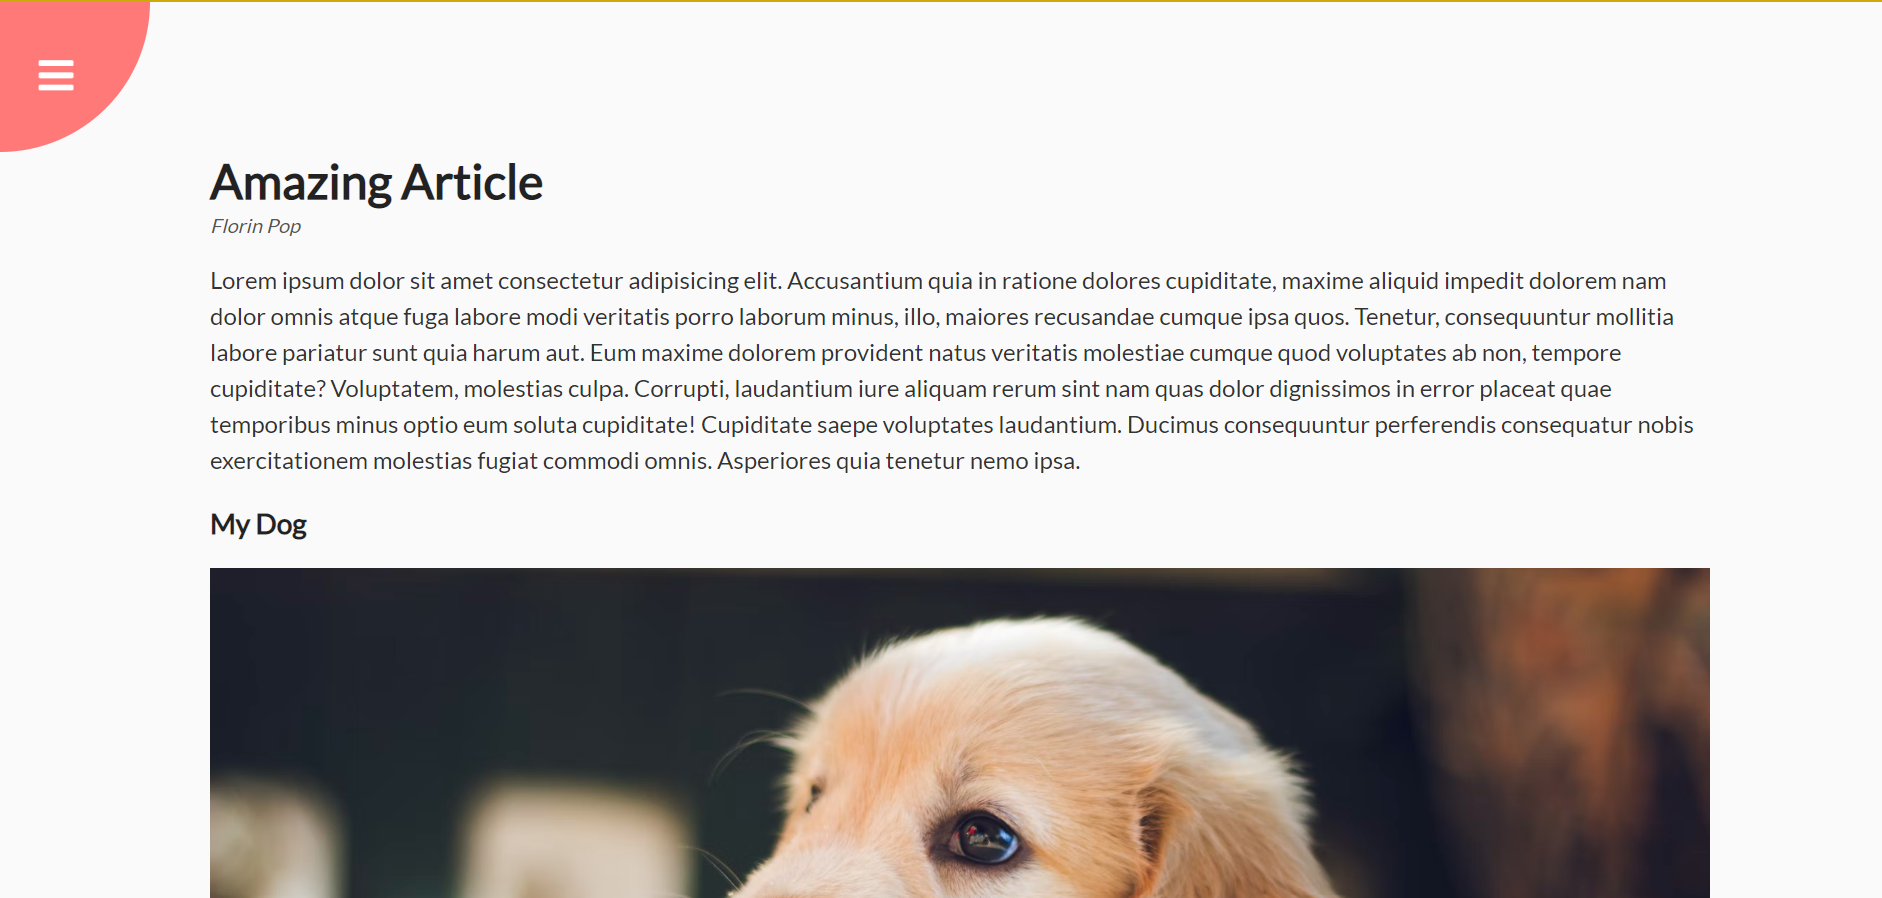 Amazing Article
Florin Pop
Lorem ipsum dolor sit amet consectetur adipisicing elit. Accusantium quia in ratione dolores cupiditate, maxime aliquid impedit dolorem nam
dolor omnis atque fuga labore modi veritatis porro laborum minus, illo, maiores recusandae cumque ipsa quos. Tenetur, consequuntur mollitia
labore pariatur sunt quia harum aut. Eum maxime dolorem provident natus veritatis molestiae cumque quod voluptates ab non, tempore
cupiditate? Voluptatem, molestias culpa. Corrupti, laudantium iure aliquam rerum sint nam quas dolor dignissimos in error placeat quae
temporibus minus optio eum soluta cupiditate! Cupiditate saepe voluptates laudantium. Ducimus consequuntur perferendis consequatur nobis
exercitationem molestias fugiat commodi omnis. Asperiores quia tenetur nemo ipsa.
My Dog